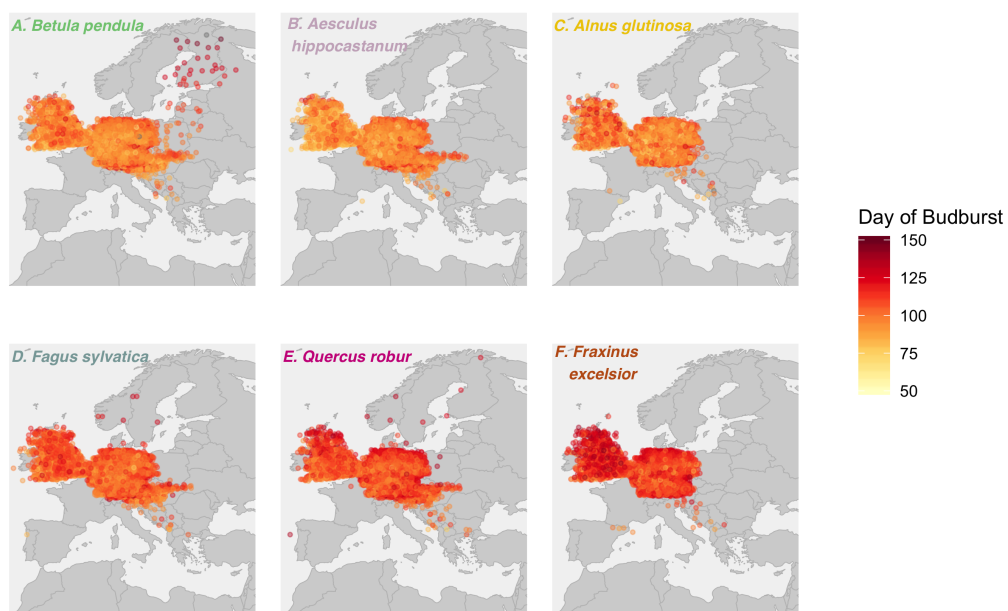 A. Betula pendula
B. Aesculus
hippocastanum
C. Alnus glutinosa
Day of Budburst
150
125
100
75
50
D. Fagus sylvatica
E. Quercus robur
F. Fraxinus
excelsior